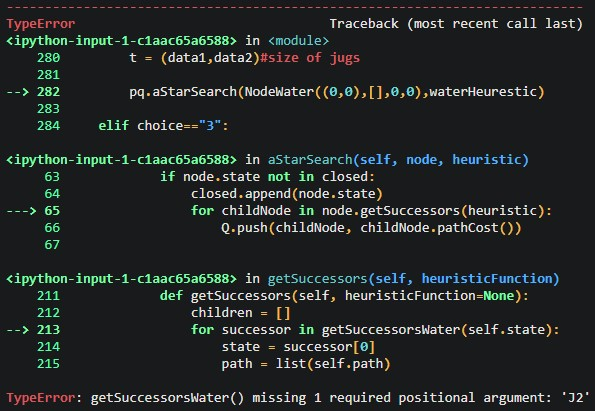 ---------------------------------------------------------------------------
TypeError                                 Traceback (most recent call last)
<ipython-input-1-c1aac65a6588> in <module>
    280         t = (data1,data2)#size of jugs
    281
--> 282         pq.aStarSearch(NodeWater((0,0),[],0,0),waterHeurestic)
    283
    284     elif choice=="3":
<ipython-input-1-c1aac65a6588> in aStarSearch(self, node, heuristic)
     63             if node.state not in closed:
     64                 closed.append(node.state)
---> 65                 for childNode in node.getSuccessors(heuristic):
     66                     Q.push(childNode, childNode.pathCost())
     67
<ipython-input-1-c1aac65a6588> in getSuccessors(self, heuristicFunction)
    211             def getSuccessors(self, heuristicFunction=None):
    212                 children = []
--> 213                 for successor in getSuccessorsWater(self.state):
    214                     state = successor[0]
    215                     path = list(self.path)
TypeError: getSuccessorsWater() missing 1 required positional argument: 'J2'